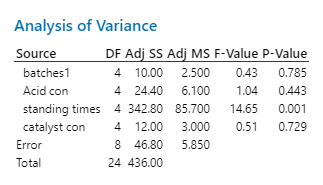 Analysis of Variance
Source DF Adj SS Adj MS F-Value P-Value
batches1 4 10.00 2.500 0.43 0.785
Acid con 4 24.40 6.100 1.04 0.443
standing times 4 342.80 85.700 14.65 0.001
catalyst con 4 12.00 3.000 0.51 0.729
Error 8 46.80 5.850
Total 24 436.00